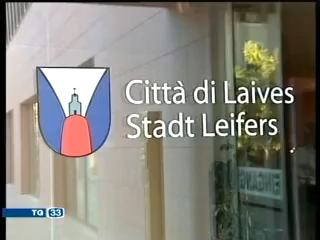 Città di Laives
Stadt Leifers
TG 33